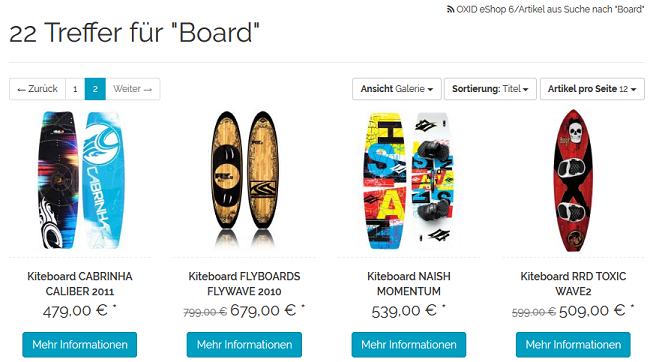 OXID eShop 6/Artikel aus Suche nach "Board"
22 Treffer für "Board"
← Zurück 1 2 Weiter → Ansicht Galerie Sortierung: Titel Artikel pro Seite 12
CABRINHA
HSIAN
Kiteboard CABRINHA CALIBER 2011
479,00 € *
Mehr Informationen
Kiteboard FLYBOARDS FLYWAVE 2010
799,00 € 679,00 € *
Mehr Informationen
Kiteboard NAISH MOMENTUM
539,00 € *
Mehr Informationen
Kiteboard RRD TOXIC WAVE2
599,00 € 509,00 € *
Mehr Informationen